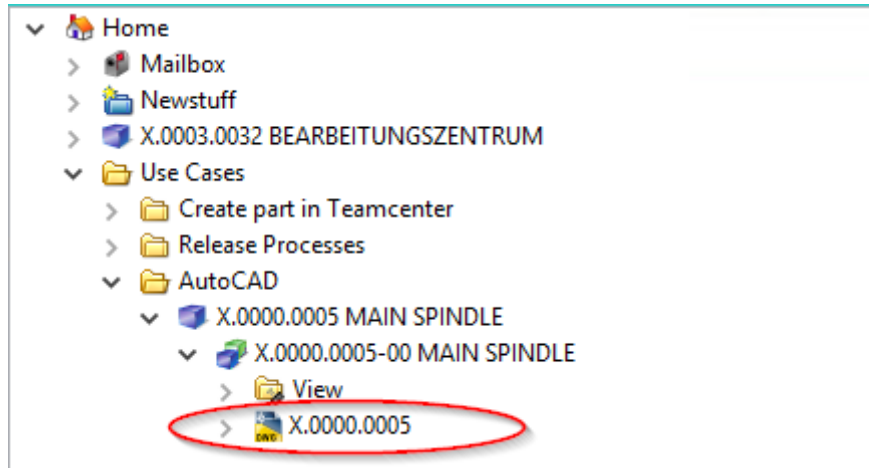 Home
Mailbox
Newstuff
X.0003.0032 BEARBEITUNGSZENTRUM
Use Cases
Create part in Teamcenter
Release Processes
AutoCAD
X.0000.0005 MAIN SPINDLE
X.0000.0005-00 MAIN SPINDLE
View
DWG X.0000.0005